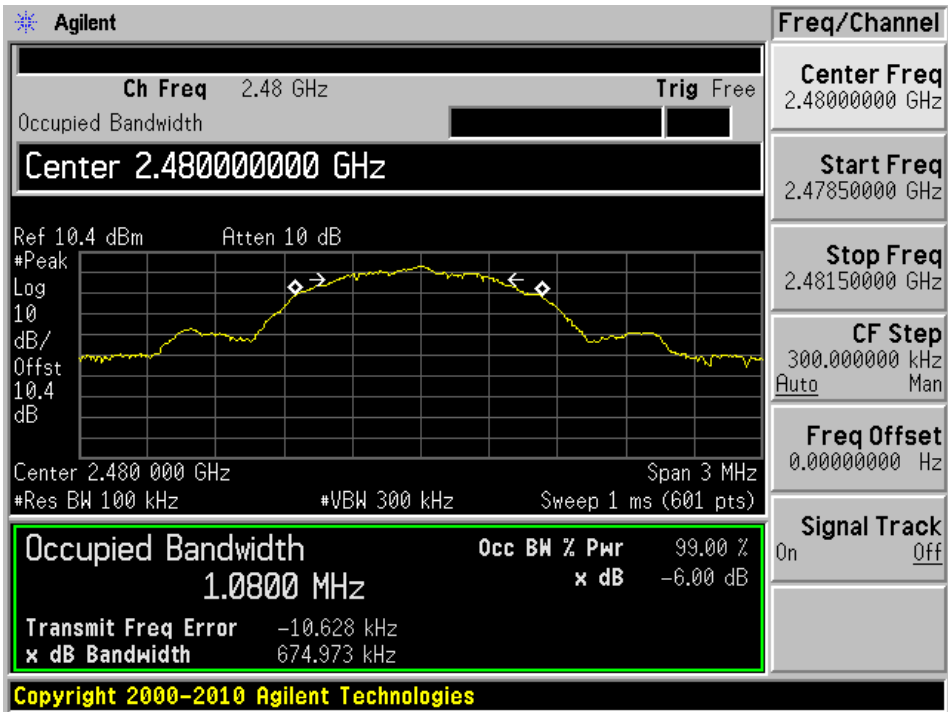 Agilent
Ch Freq 2.48 GHz Trig Free
Occupied Bandwidth
Center 2.480000000 GHz
Ref 10.4 dBm Atten 10 dB
#Peak
Log
10
dB/
Offst
10.4
dB
Center 2.480 000 GHz Span 3 MHz
#Res BW 100 kHz #VBW 300 kHz Sweep 1 ms (601 pts)
Occupied Bandwidth Occ BW % Pwr 99.00 %
1.0800 MHz x dB -6.00 dB
Transmit Freq Error -10.628 kHz
x dB Bandwidth 674.973 kHz
Copyright 2000-2010 Agilent Technologies
Freq/Channel
Center Freq
2.48000000 GHz
Start Freq
2.47850000 GHz
Stop Freq
2.48150000 GHz
CF Step
300.000000 kHz
Auto Man
Freq Offset
0.00000000 Hz
Signal Track
On Off